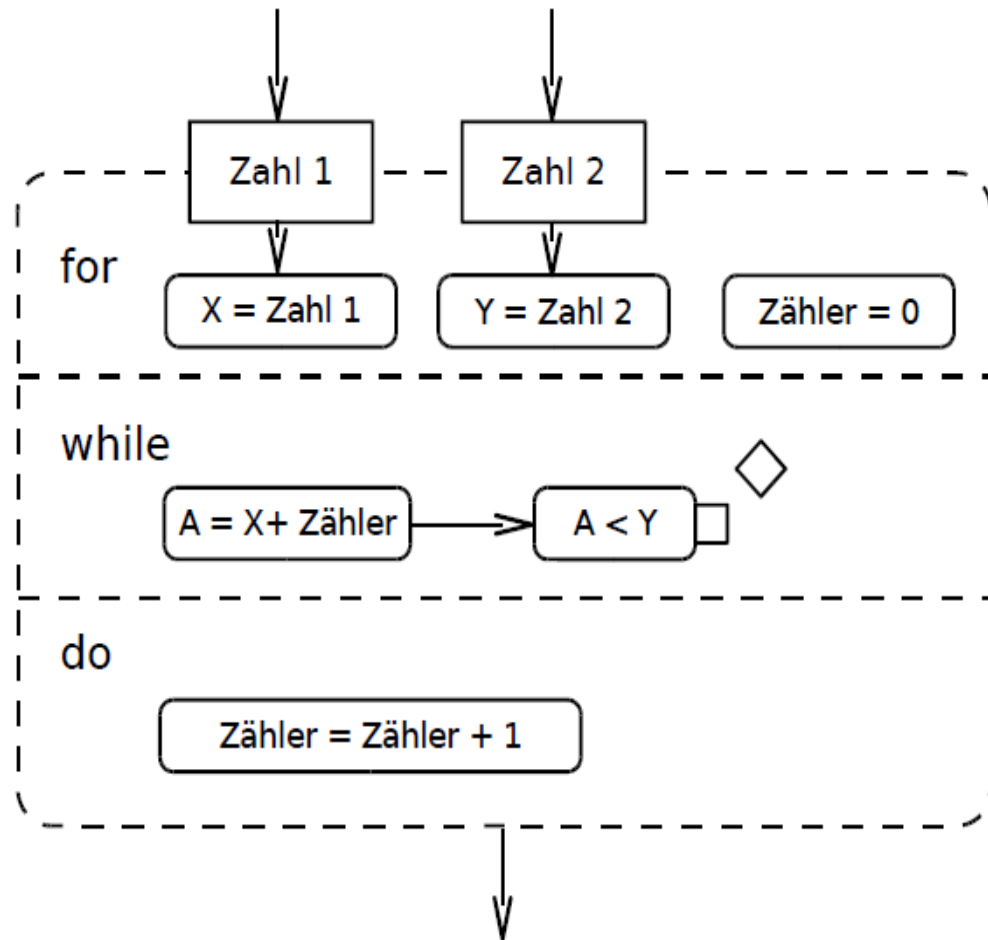 Zahl 1
Zahl 2
for
X = Zahl 1
Y = Zahl 2
Zähler = 0
while
A = X+ Zähler
A < Y
do
Zähler = Zähler + 1